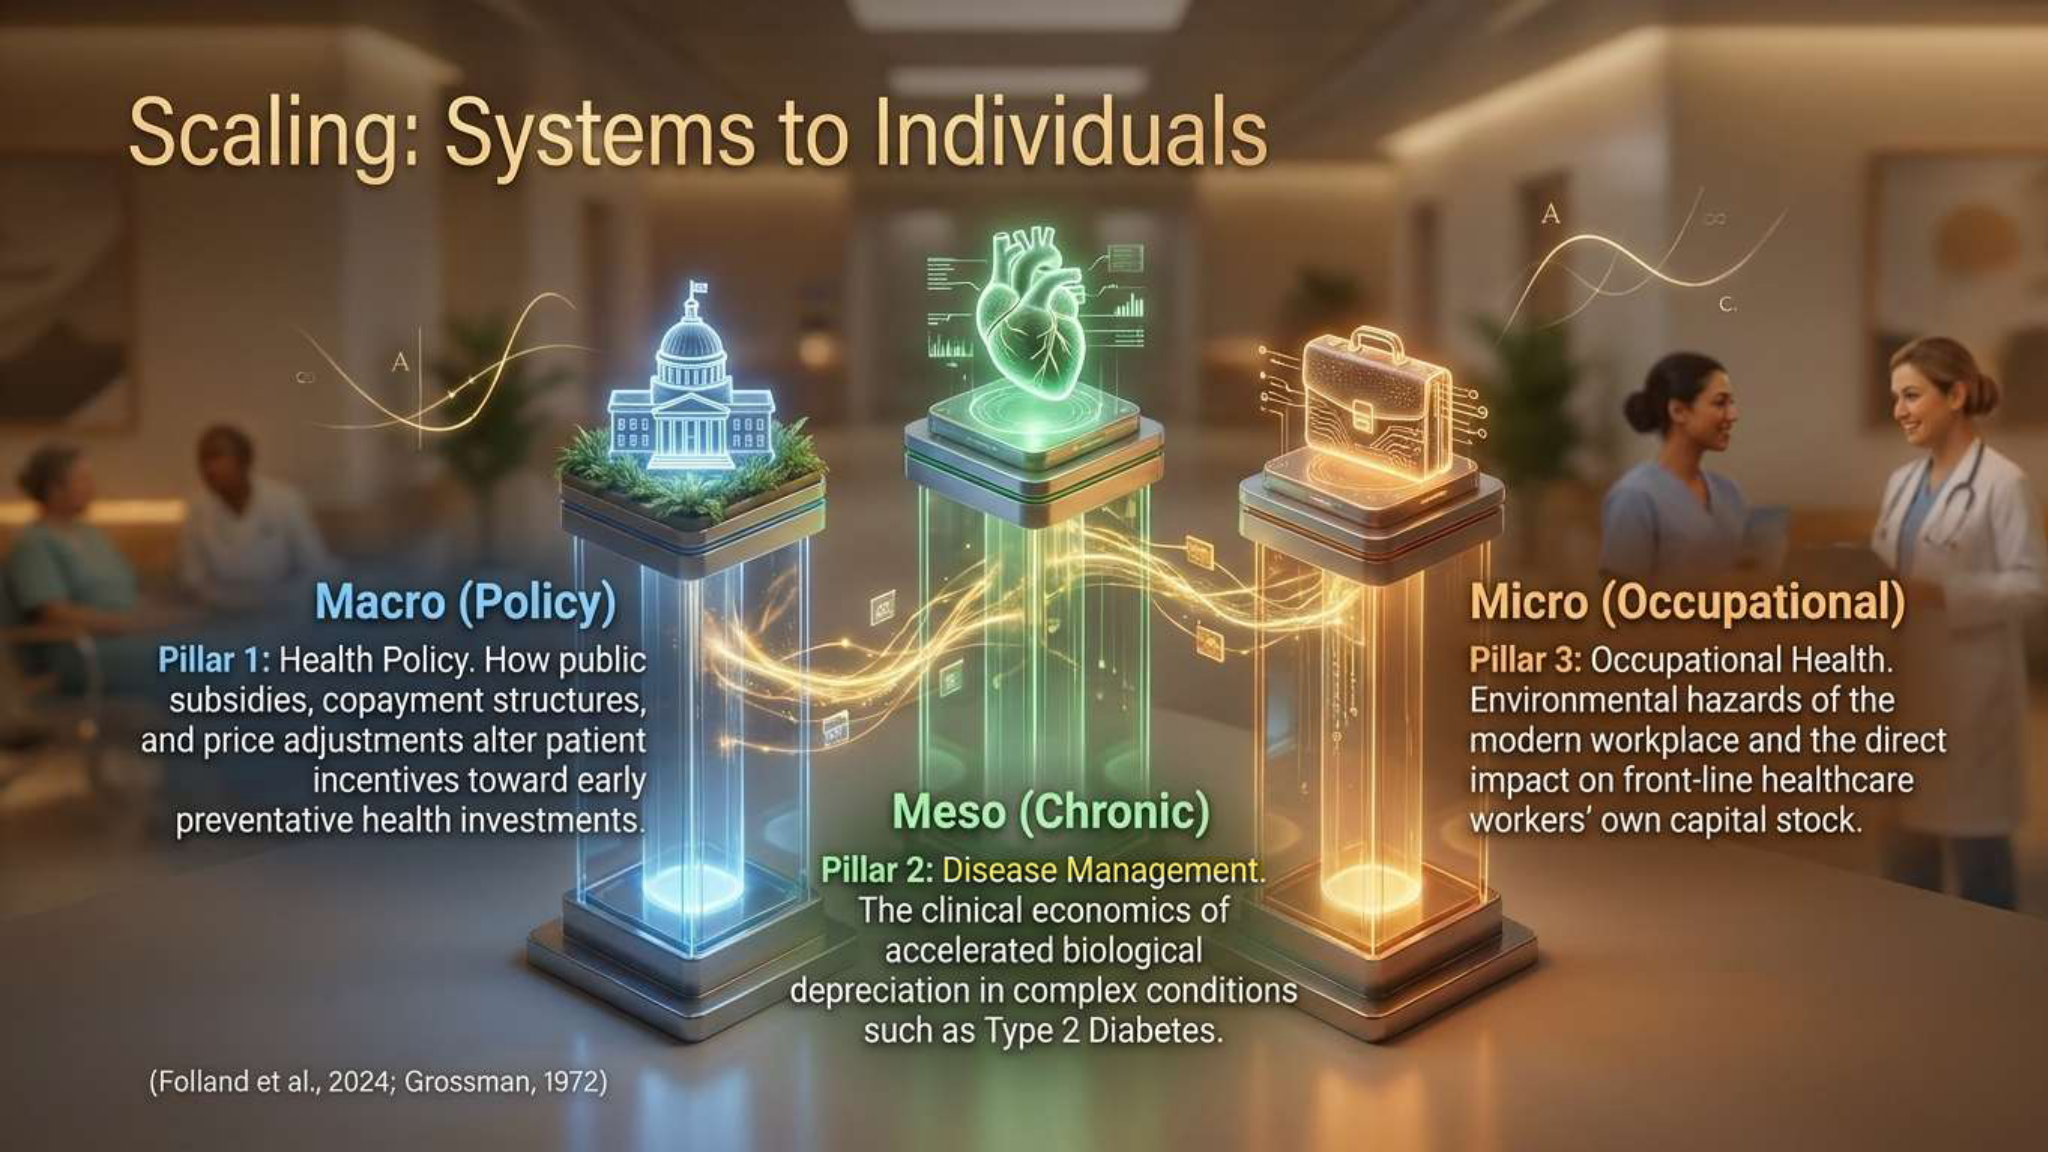 Scaling: Systems to Individuals
A
A
C.
Macro (Policy)
Pillar 1: Health Policy. How public
subsidies, copayment structures,
and price adjustments alter patient
incentives toward early
preventative health investments.
Meso (Chronic)
Pillar 2: Disease Management.
The clinical economics of
accelerated biological
depreciation in complex conditions
such as Type 2 Diabetes.
Micro (Occupational)
Pillar 3: Occupational Health.
Environmental hazards of the
modern workplace and the direct
impact on front-line healthcare
workers’ own capital stock.
(Folland et al., 2024; Grossman, 1972)